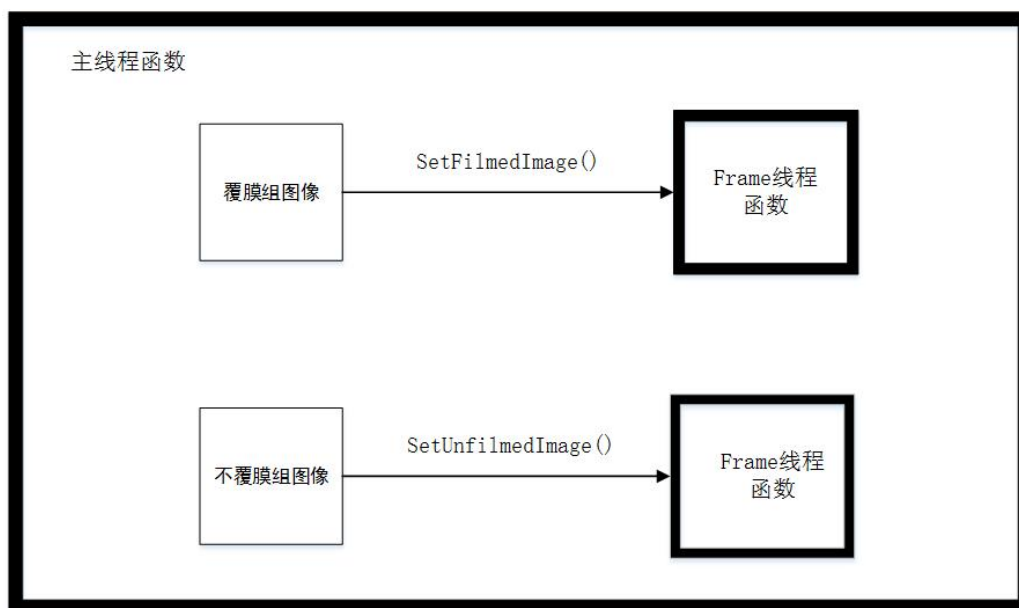 主线程函数
覆膜组图像
SetFilmedImage()
Frame线程
函数
不覆膜组图像
SetUnfilmedImage()
Frame线程
函数